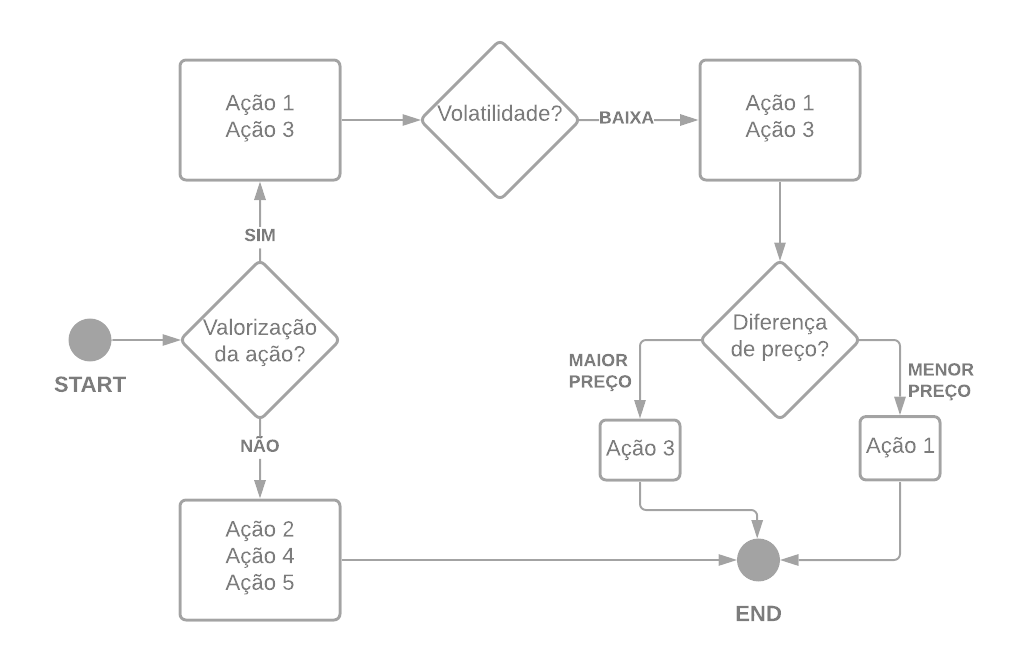 Ação 1
Ação 3
Volatilidade?
BAIXA
Ação 1
Ação 3
SIM
Valorização
da ação?
START
NÃO
Diferença
de preço?
MAIOR
PREÇO
MENOR
PREÇO
Ação 3
Ação 1
Ação 2
Ação 4
Ação 5
END